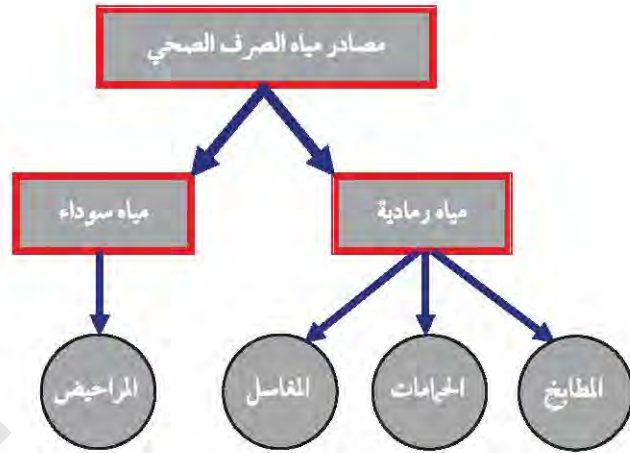 مصادر مياه الصرف الصحي
مياه رمادية
مياه سوداء
المطابخ
الحمامات
المغاسل
المراحيض